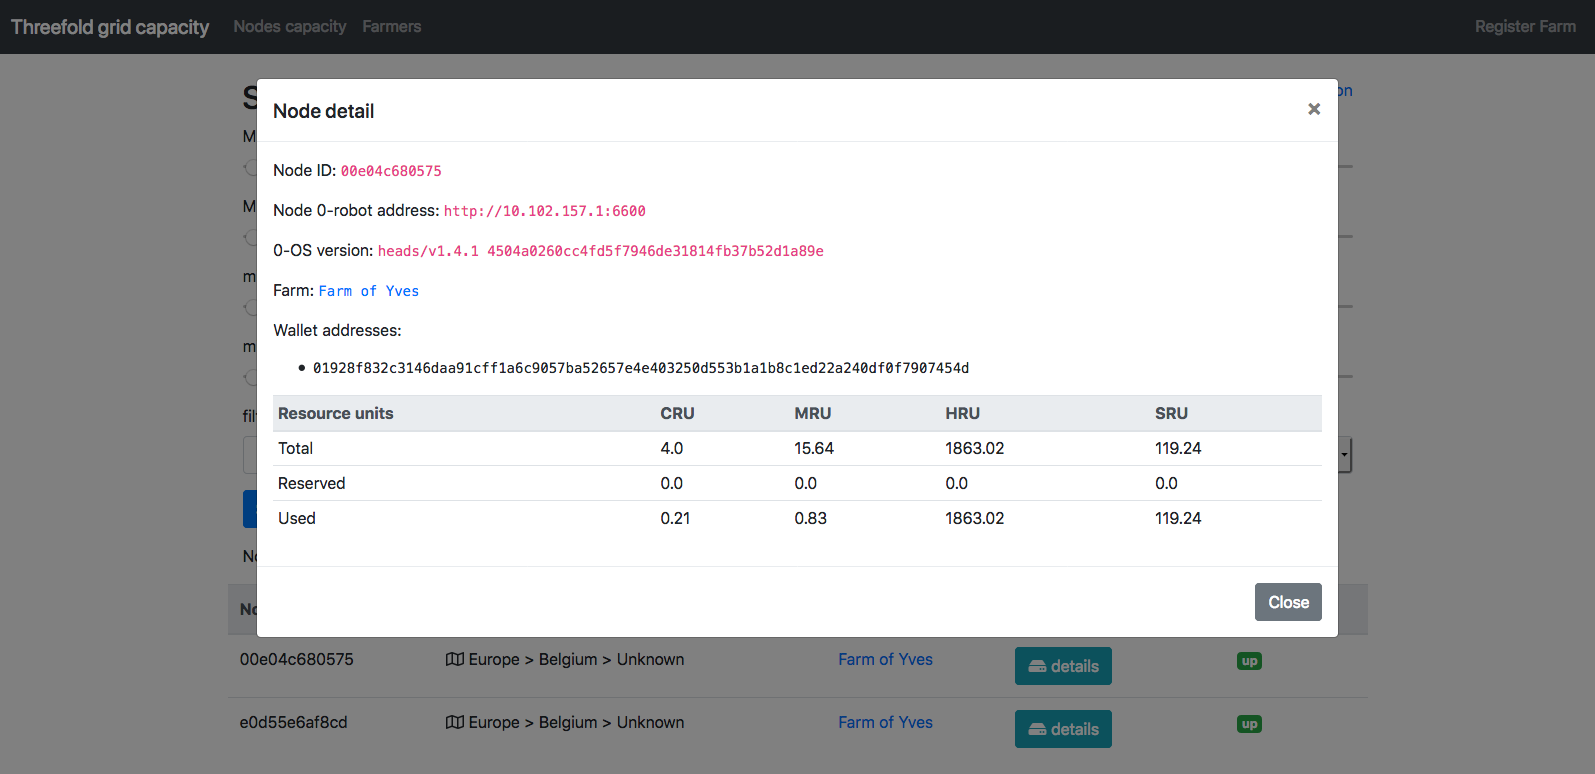 Threefold grid capacity Nodes capacity Farmers Register Farm
Node detail ×
Node ID: 00e04c680575
Node 0-robot address: http://10.102.157.1:6600
0-OS version: heads/v1.4.1 4504a0260cc4fd5f7946de31814fb37b52d1a89e
Farm: Farm of Yves
Wallet addresses:
• 01928f832c3146daa91cff1a6c9057ba52657e4e403250d553b1a1b8c1ed22a240df0f7907454d
Resource units CRU MRU HRU SRU
Total 4.0 15.64 1863.02 119.24
Reserved 0.0 0.0 0.0 0.0
Used 0.21 0.83 1863.02 119.24
Close
00e04c680575 Europe > Belgium > Unknown Farm of Yves details up
e0d55e6af8cd Europe > Belgium > Unknown Farm of Yves details up